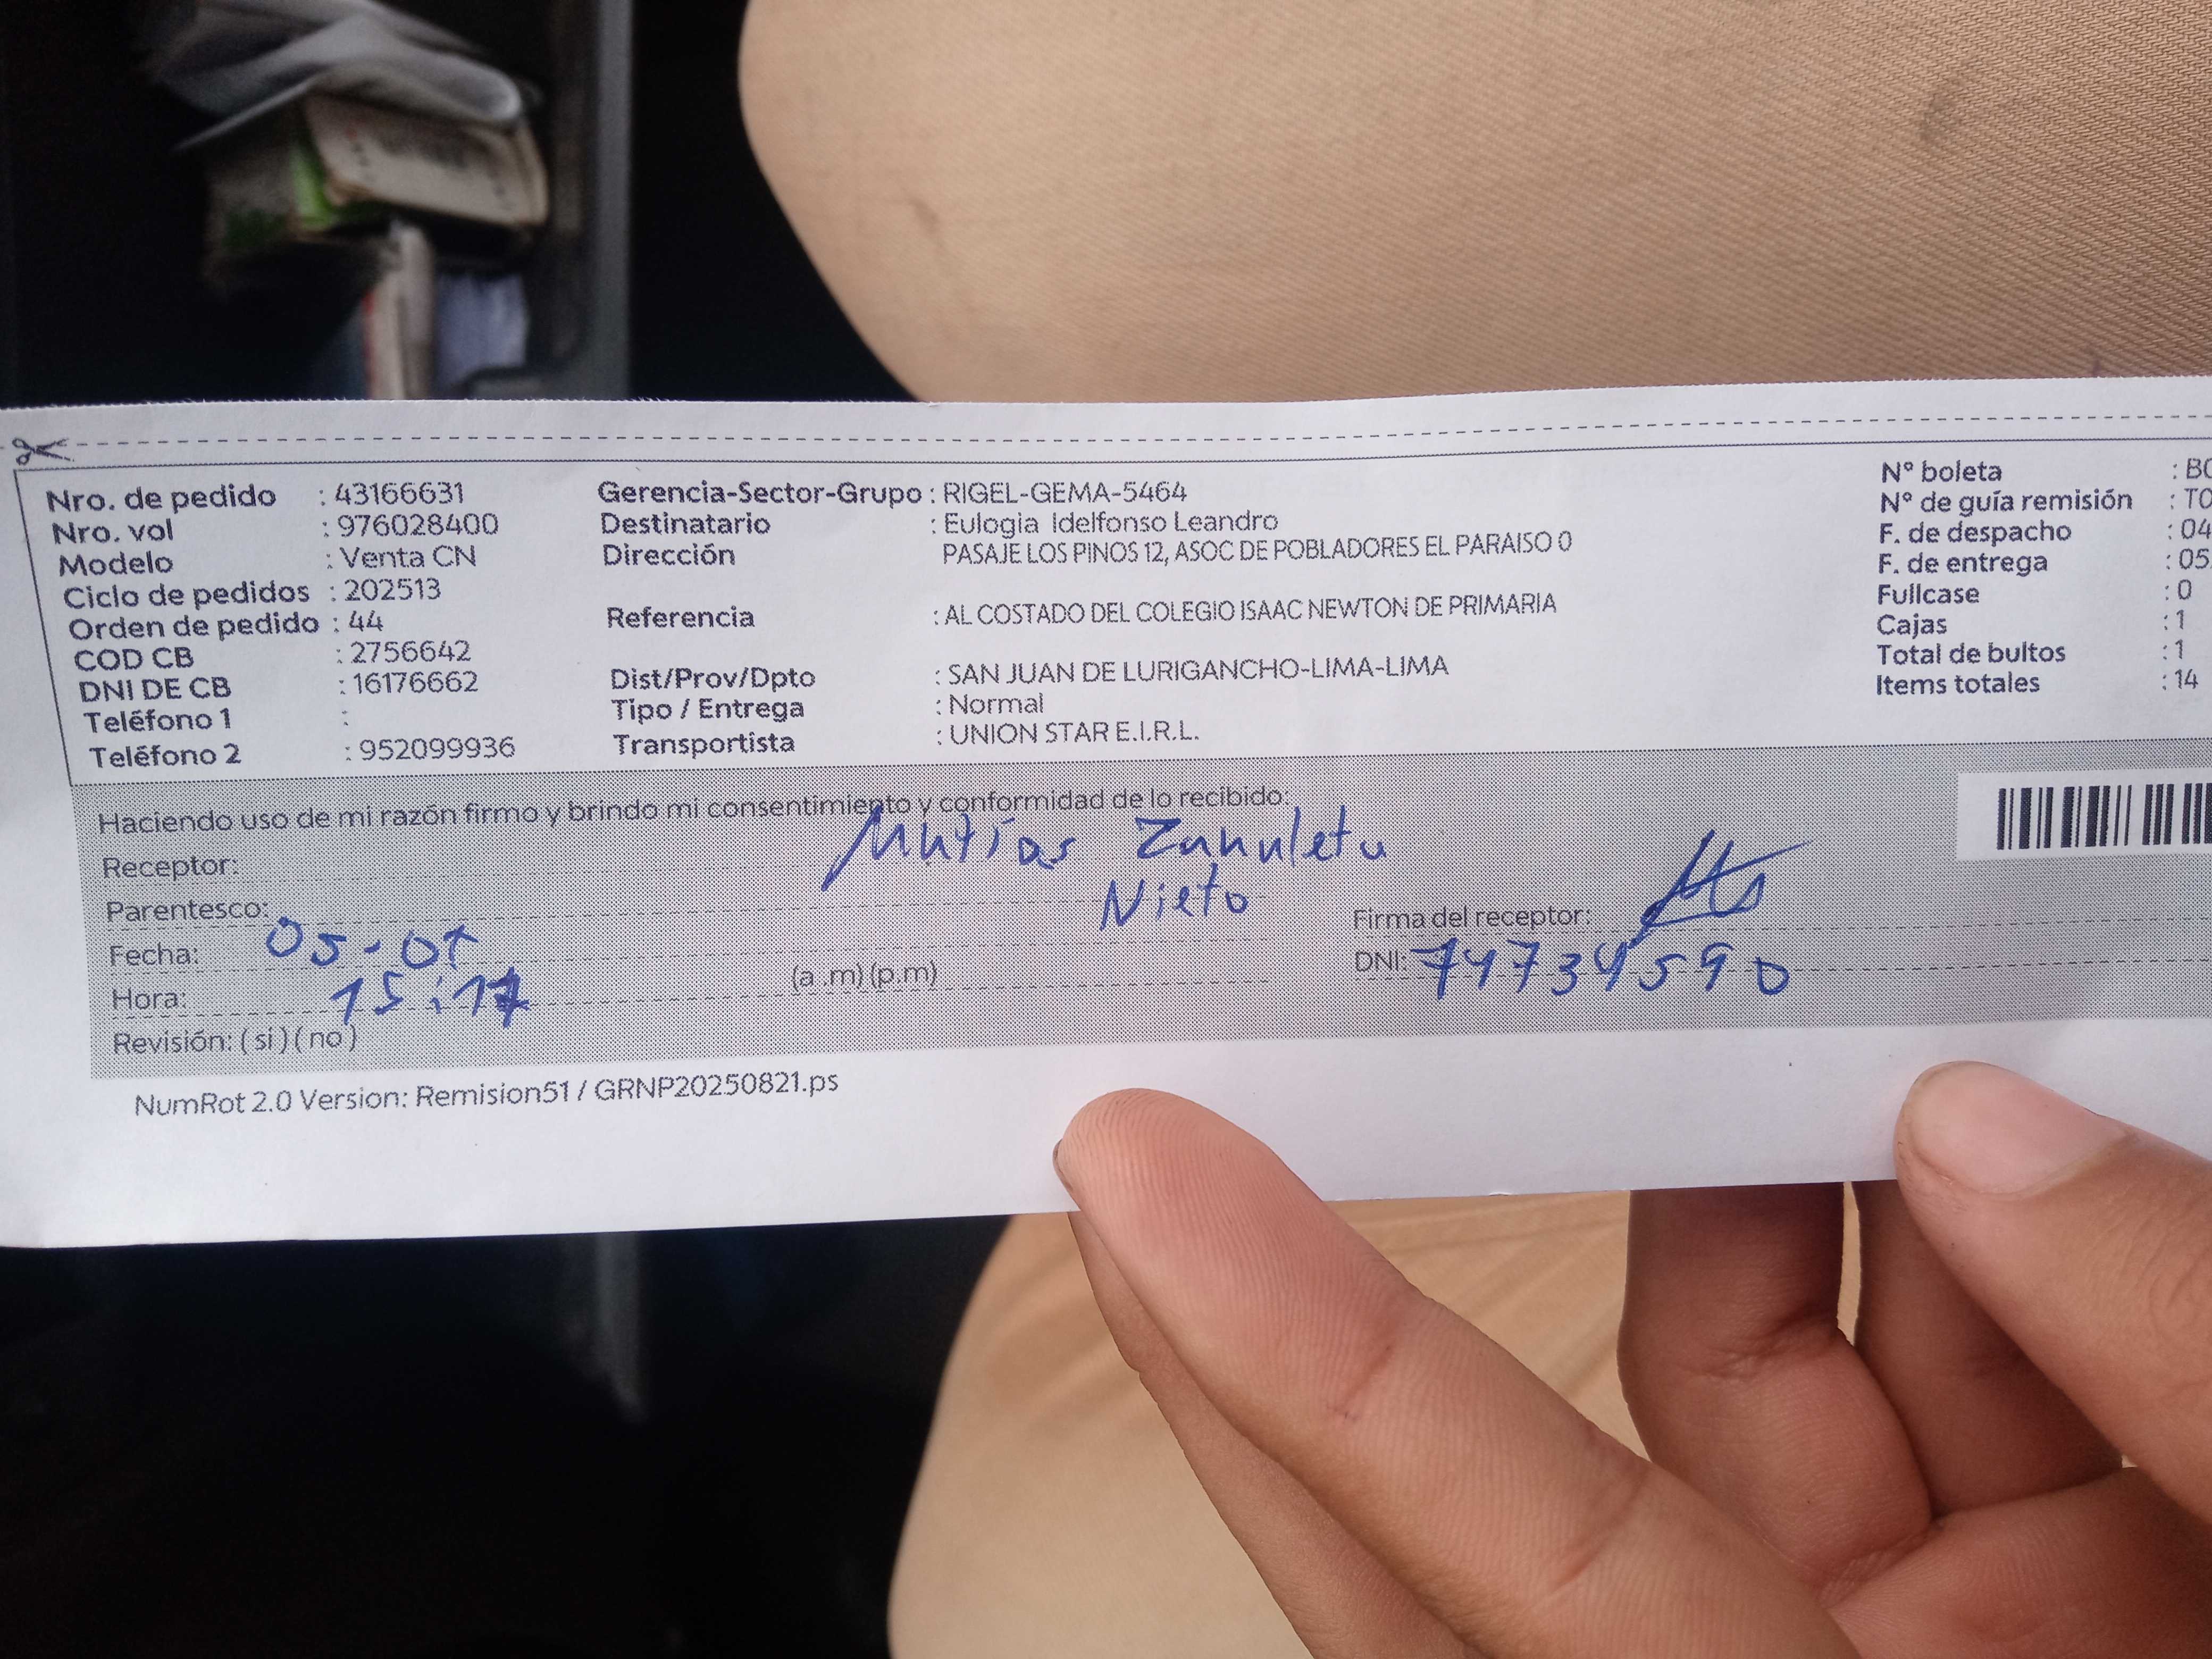 Nro. de pedido : 43166631
Nro. vol : 976028400
Modelo : Venta CN
Ciclo de pedidos : 202513
Orden de pedido : 44
COD CB : 2756642
DNI DE CB : 16176662
Teléfono 1 :
Teléfono 2 : 952099936
Gerencia-Sector-Grupo : RIGEL-GEMA-5464
Destinatario : Eulogia Idelfonso Leandro
Dirección PASAJE LOS PINOS 12, ASOC DE POBLADORES EL PARAISO 0
Referencia : AL COSTADO DEL COLEGIO ISAAC NEWTON DE PRIMARIA
Dist/Prov/Dpto : SAN JUAN DE LURIGANCHO-LIMA-LIMA
Tipo / Entrega : Normal
Transportista : UNION STAR E.I.R.L.
N° boleta : B0
N° de guía remisión : T0
F. de despacho : 04
F. de entrega : 05
Fullcase : 0
Cajas : 1
Total de bultos : 1
Items totales : 14
Haciendo uso de mi razón firmo y brindo mi consentimiento y conformidad de lo recibido:
Receptor: Matías Zanaleta
Nieto
Parentesco:
Fecha: 05-0
Hora: 15:17 (a .m) (p.m)
Revisión: ( si ) ( no )
Firma del receptor:
DNI: 74734590
NumRot 2.0 Version: Remision51 / GRNP20250821.ps